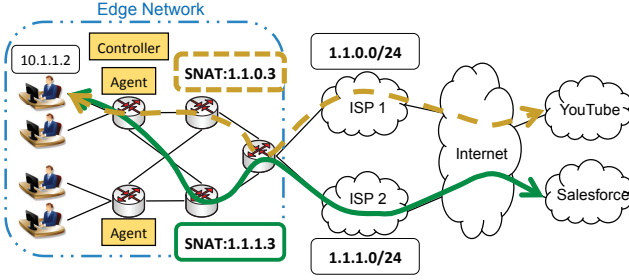 Edge Network
Controller
10.1.1.2
Agent
SNAT:1.1.0.3
1.1.0.0/24
ISP 1
YouTube
Internet
ISP 2
Salesforce
Agent
SNAT:1.1.1.3
1.1.1.0/24